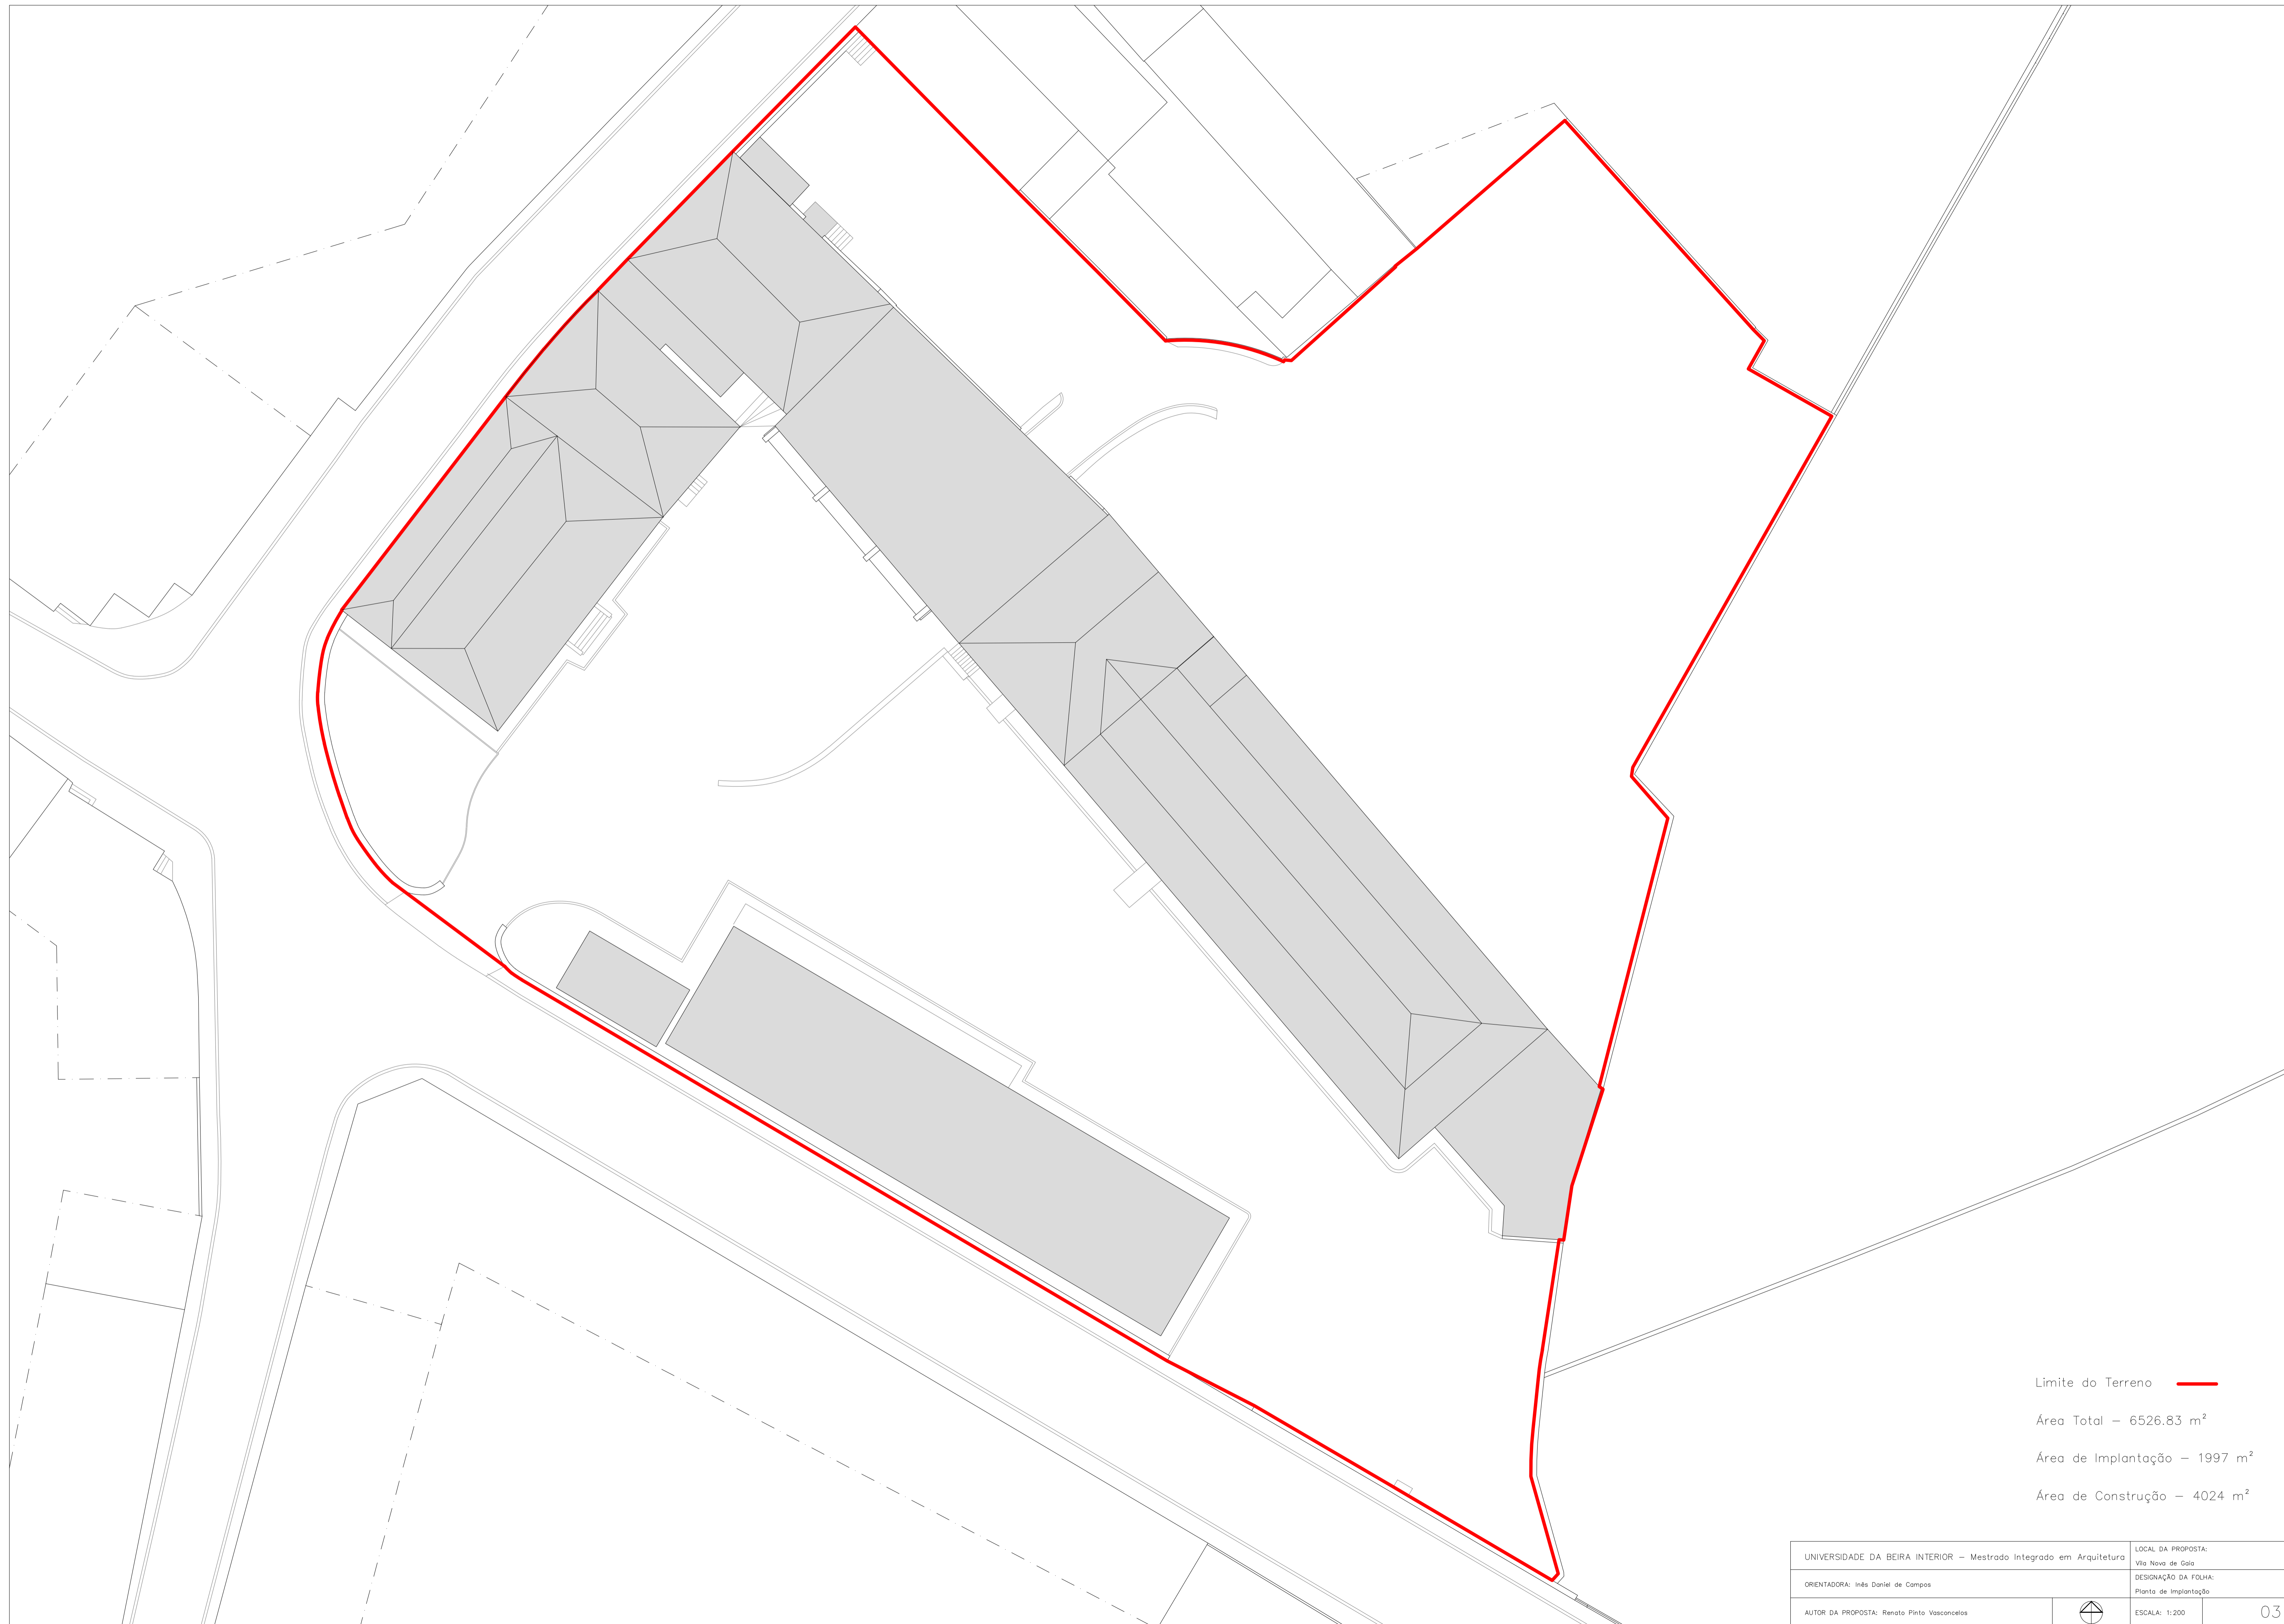 Limite do Terreno
Área Total – 6526.83 m²
Área de Implantação – 1997 m²
Área de Construção – 4024 m²
UNIVERSIDADE DA BEIRA INTERIOR – Mestrado Integrado em Arquitetura
LOCAL DA PROPOSTA:
Vila Nova de Gaia
ORIENTADORA: Inês Daniel de Campos
DESIGNAÇÃO DA FOLHA:
Planta de Implantação
AUTOR DA PROPOSTA: Renato Pinto Vasconcelos
ESCALA: 1:200
03